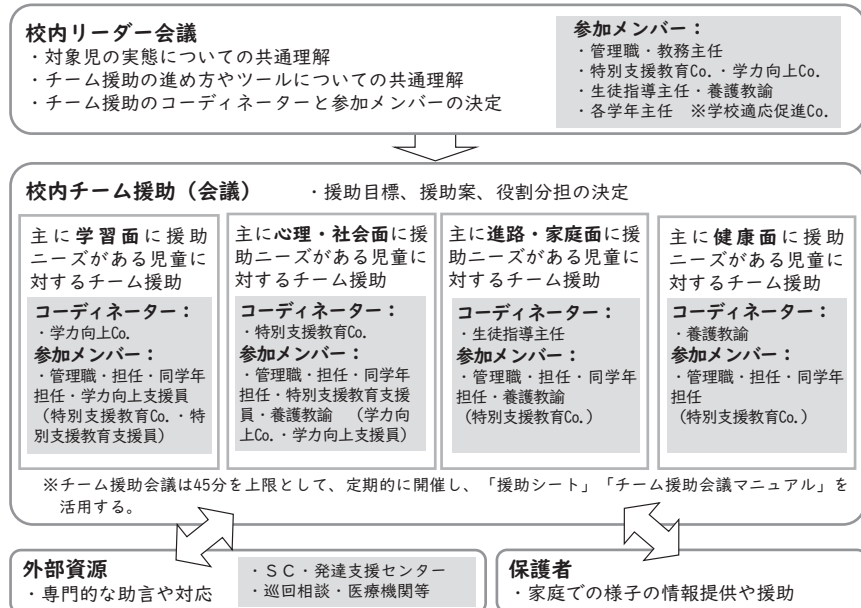 校内リーダー会議
・対象児の実態についての共通理解
・チーム援助の進め方やツールについての共通理解
・チーム援助のコーディネーターと参加メンバーの決定
参加メンバー：
・管理職・教務主任
・特別支援教育Co.・学力向上Co.
・生徒指導主任・養護教諭
・各学年主任　※学校適応促進Co.
校内チーム援助（会議）　・援助目標、援助案、役割分担の決定
主に学習面に援助
ニーズがある児童に
対するチーム援助
コーディネーター：
・学力向上Co.
参加メンバー：
・管理職・担任・同学年
担任・学力向上支援員
（特別支援教育Co.・特
別支援教育支援員）
主に心理・社会面に援
助ニーズがある児童に
対するチーム援助
コーディネーター：
・特別支援教育Co.
参加メンバー：
・管理職・担任・同学年
担任・特別支援教育支援
員・養護教諭　（学力向
上Co.・学力向上支援員）
主に進路・家庭面に援
助ニーズがある児童に
対するチーム援助
コーディネーター：
・生徒指導主任
参加メンバー：
・管理職・担任・同学年
担任・養護教諭
（特別支援教育Co.）
主に健康面に援助
ニーズがある児童に
対するチーム援助
コーディネーター：
・養護教諭
参加メンバー：
・管理職・担任・同学年
担任
（特別支援教育Co.）
※チーム援助会議は45分を上限として、定期的に開催し、「援助シート」「チーム援助会議マニュアル」を
活用する。
外部資源
・専門的な助言や対応
・ＳＣ・発達支援センター
・巡回相談・医療機関等
保護者
・家庭での様子の情報提供や援助